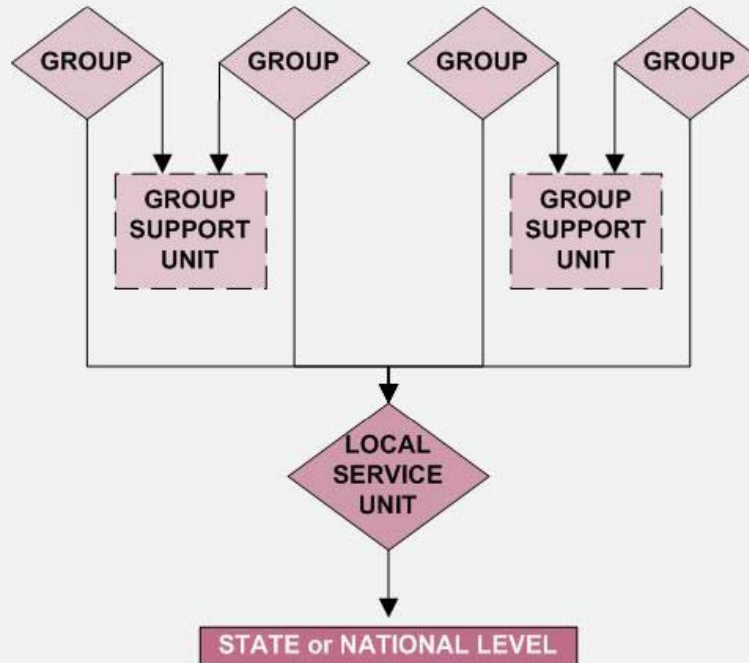 GROUP
GROUP
GROUP
GROUP
GROUP
SUPPORT
UNIT
GROUP
SUPPORT
UNIT
LOCAL
SERVICE
UNIT
STATE or NATIONAL LEVEL